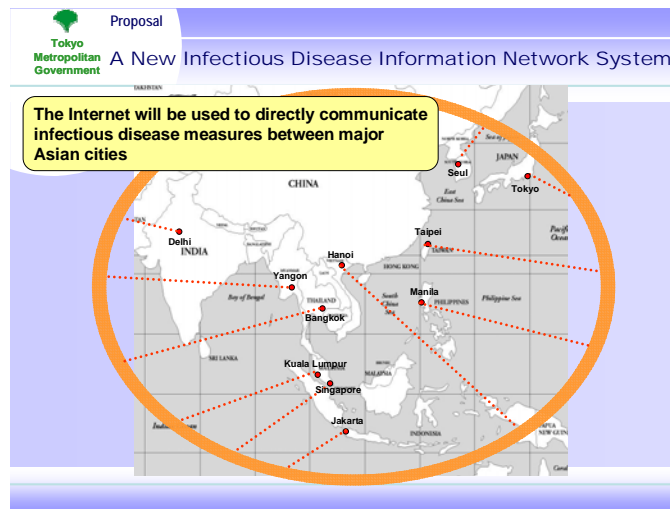 Proposal
Tokyo
Metropolitan
Government
A New Infectious Disease Information Network System
The Internet will be used to directly communicate
infectious disease measures between major
Asian cities
JAPAN
Seul
Tokyo
CHINA
East
China Sea
Taipei
Delhi
INDIA
Hanoi
HONG KONG
Yangon
Bay of Bengal
THAILAND
Bangkok
South
China
Sea
Manila
PHILIPPINES
Philippine Sea
SRI LANKA
Kuala Lumpur
MALAYSIA
Singapore
Jakarta
INDONESIA
PAPUA
NEW GUIN